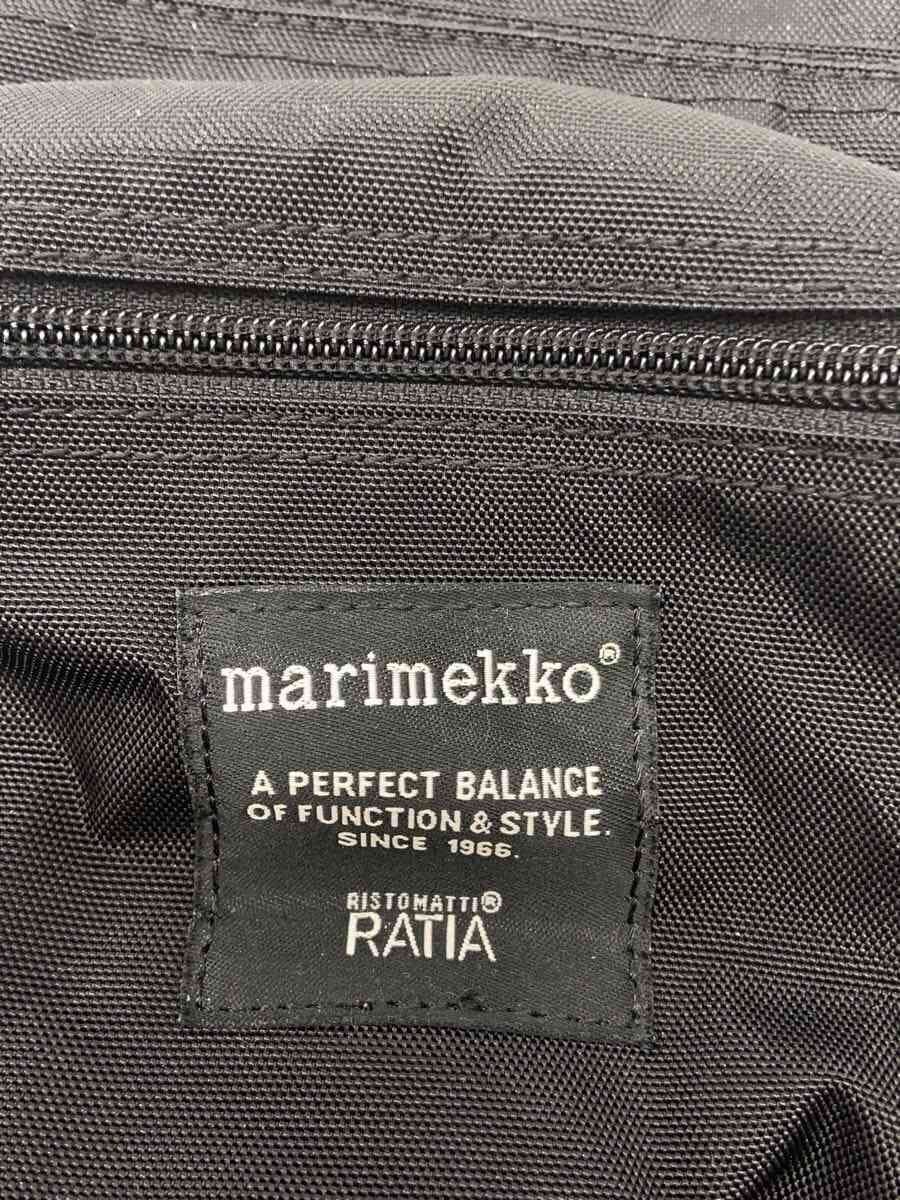 marimekko®
A PERFECT BALANCE
OF FUNCTION & STYLE.
SINCE 1966.
RISTOMATTI®
RATIA